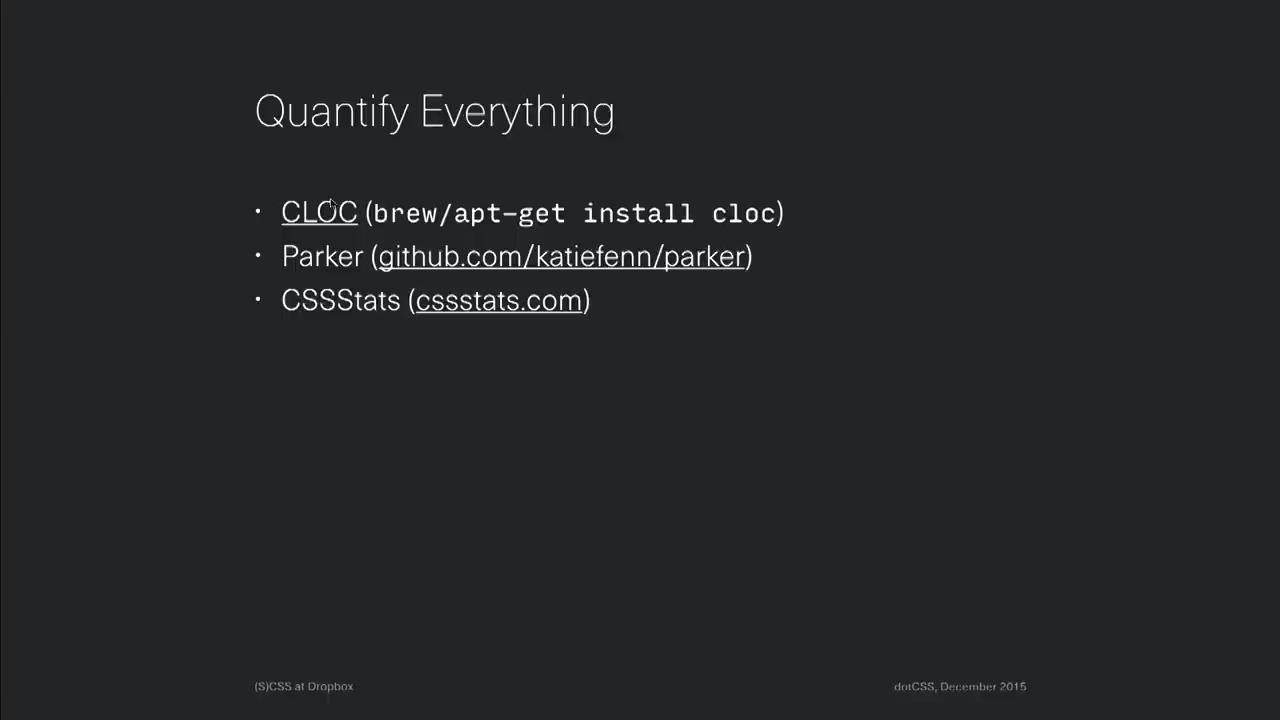 Quantify Everything
• CLOC (brew/apt-get install cloc)
• Parker (github.com/katiefenn/parker)
• CSSStats (cssstats.com)
(S)CSS at Dropbox
dotCSS, December 2015